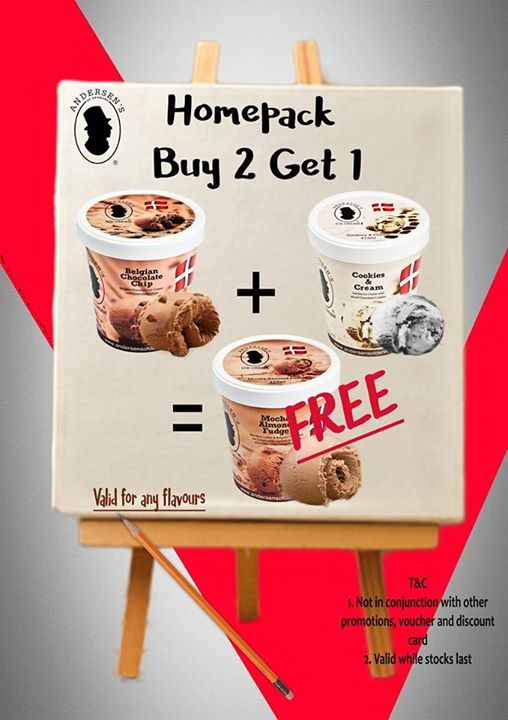 ANDERSEN'S
®
Homepack
Buy 2 Get 1
Belgian
Chocolate
Chip
+
Cookies
&
Cream
=
Mocha
Almond
Fudge
FREE
Valid for any flavours
T&C
1. Not in conjunction with other
promotions, voucher and discount
card
2. Valid while stocks last